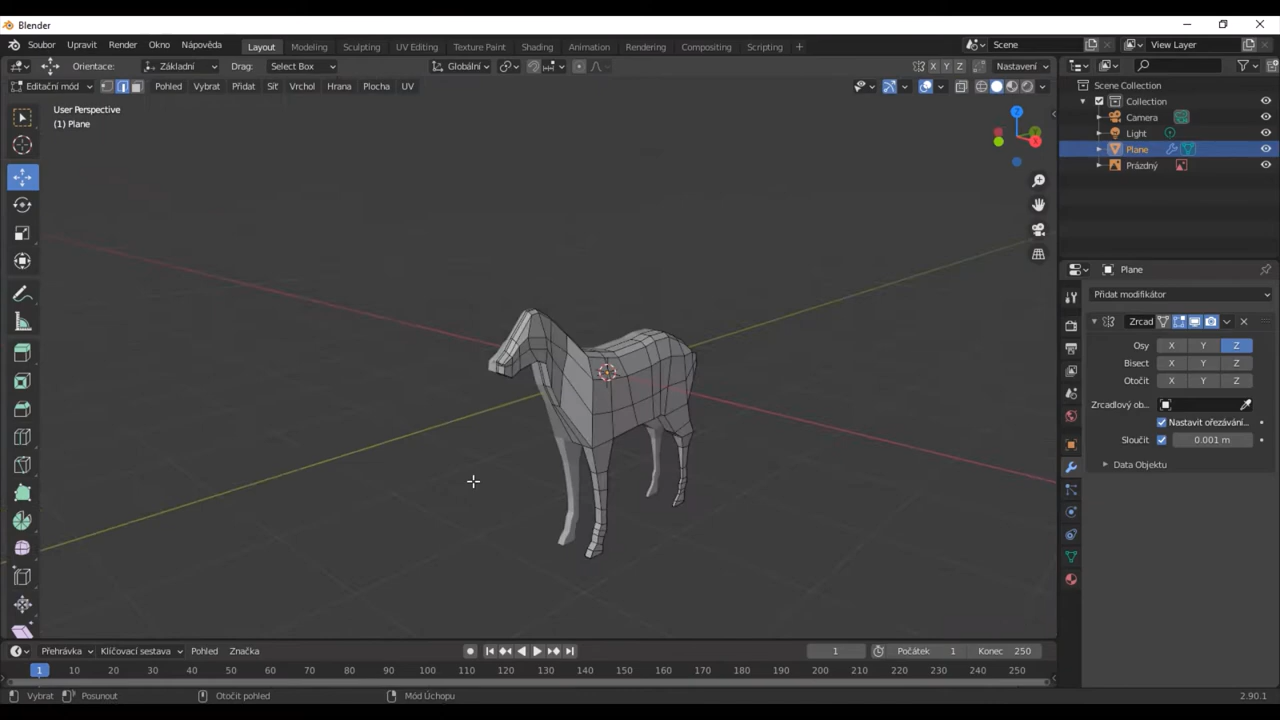 Blender
Soubor Upravit Render Okno Nápověda Layout Modeling Sculpting UV Editing Texture Paint Shading Animation Rendering Compositing Scripting + Scene View Layer
Orientace: Základní Drag: Select Box Globální X Y Z Nastavení
Editační mód Pohled Vybrat Přidat Síť Vrchol Hrana Plocha UV
User Perspective
(1) Plane
Z
Scene Collection
Collection
Camera
Light
Plane
Prázdný
Plane
Přidat modifikátor
Zrcad
Osy X Y Z
Bisect X Y Z
Otočit X Y Z
Zrcadlový ob...
Nastavit ořezávání...
Sloučit 0.001 m
Data Objektu
Přehrávka Klíčovací sestava Pohled Značka 1 Počátek 1 Konec 250
1 10 20 30 40 50 60 70 80 90 100 110 120 130 140 150 160 170 180 190 200 210 220 230 240 250
Vybrat Posunout Otočit pohled Mód Úchopu 2.90.1